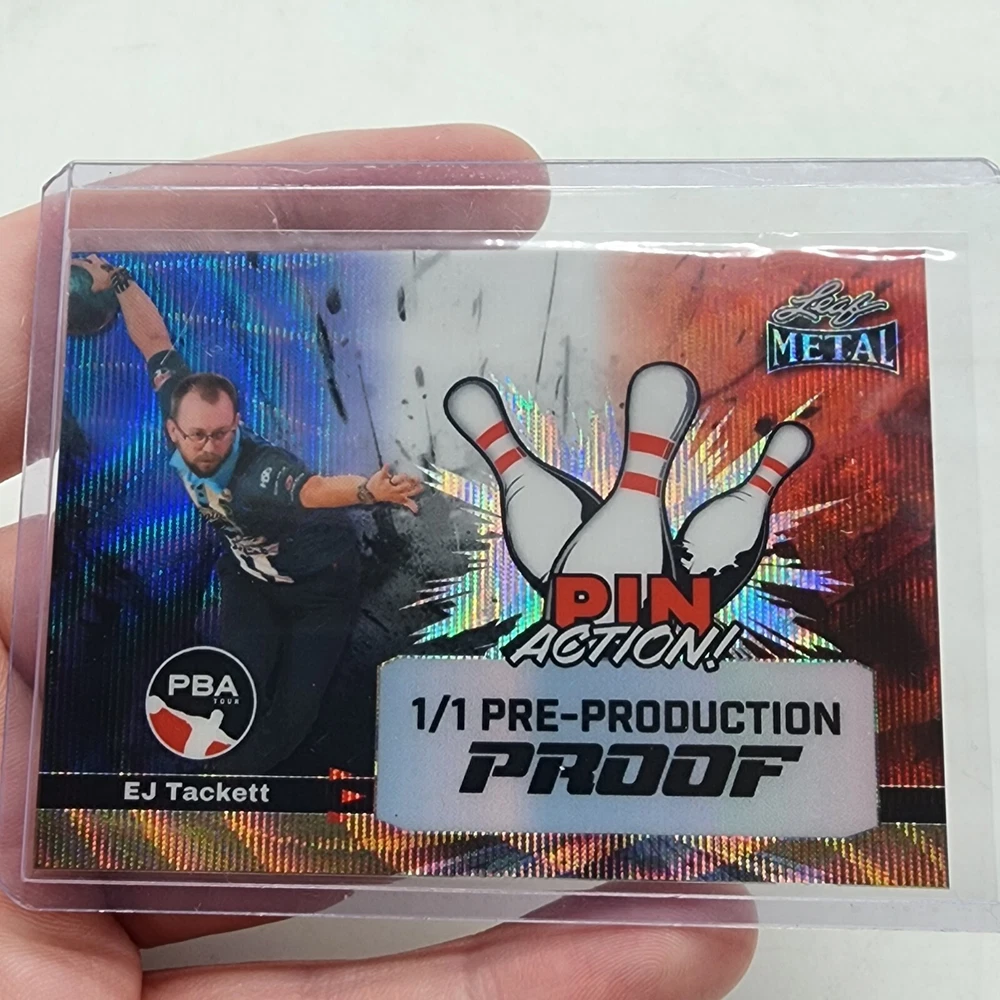 Leaf
METAL
PIN
ACTION!
PBA
TOUR
1/1 PRE-PRODUCTION
PROOF
EJ Tackett